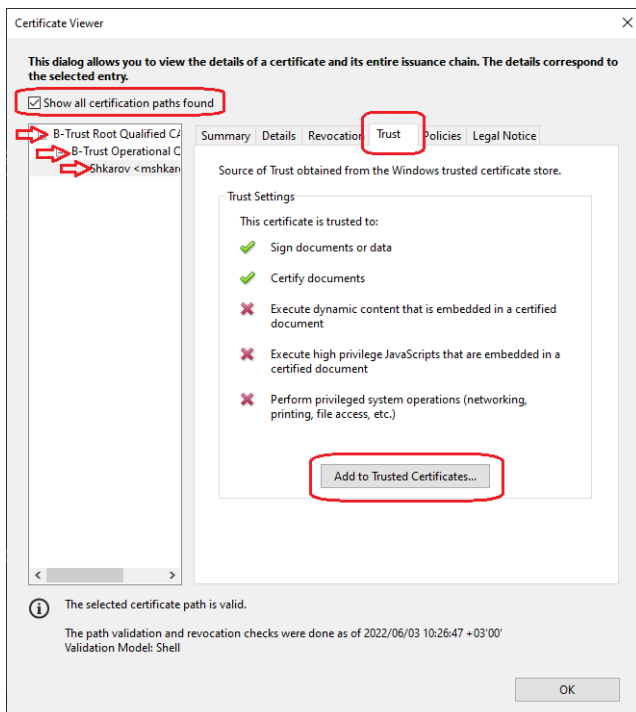 Certificate Viewer
This dialog allows you to view the details of a certificate and its entire issuance chain. The details correspond to
the selected entry.
Show all certification paths found
B-Trust Root Qualified CA
B-Trust Operational C
Shkarov <mshkar
Summary Details Revocation Trust Policies Legal Notice
Source of Trust obtained from the Windows trusted certificate store.
Trust Settings
This certificate is trusted to:
Sign documents or data
Certify documents
Execute dynamic content that is embedded in a certified
document
Execute high privilege JavaScripts that are embedded in a
certified document
Perform privileged system operations (networking,
printing, file access, etc.)
Add to Trusted Certificates...
The selected certificate path is valid.
The path validation and revocation checks were done as of 2022/06/03 10:26:47 +03'00'
Validation Model: Shell
OK